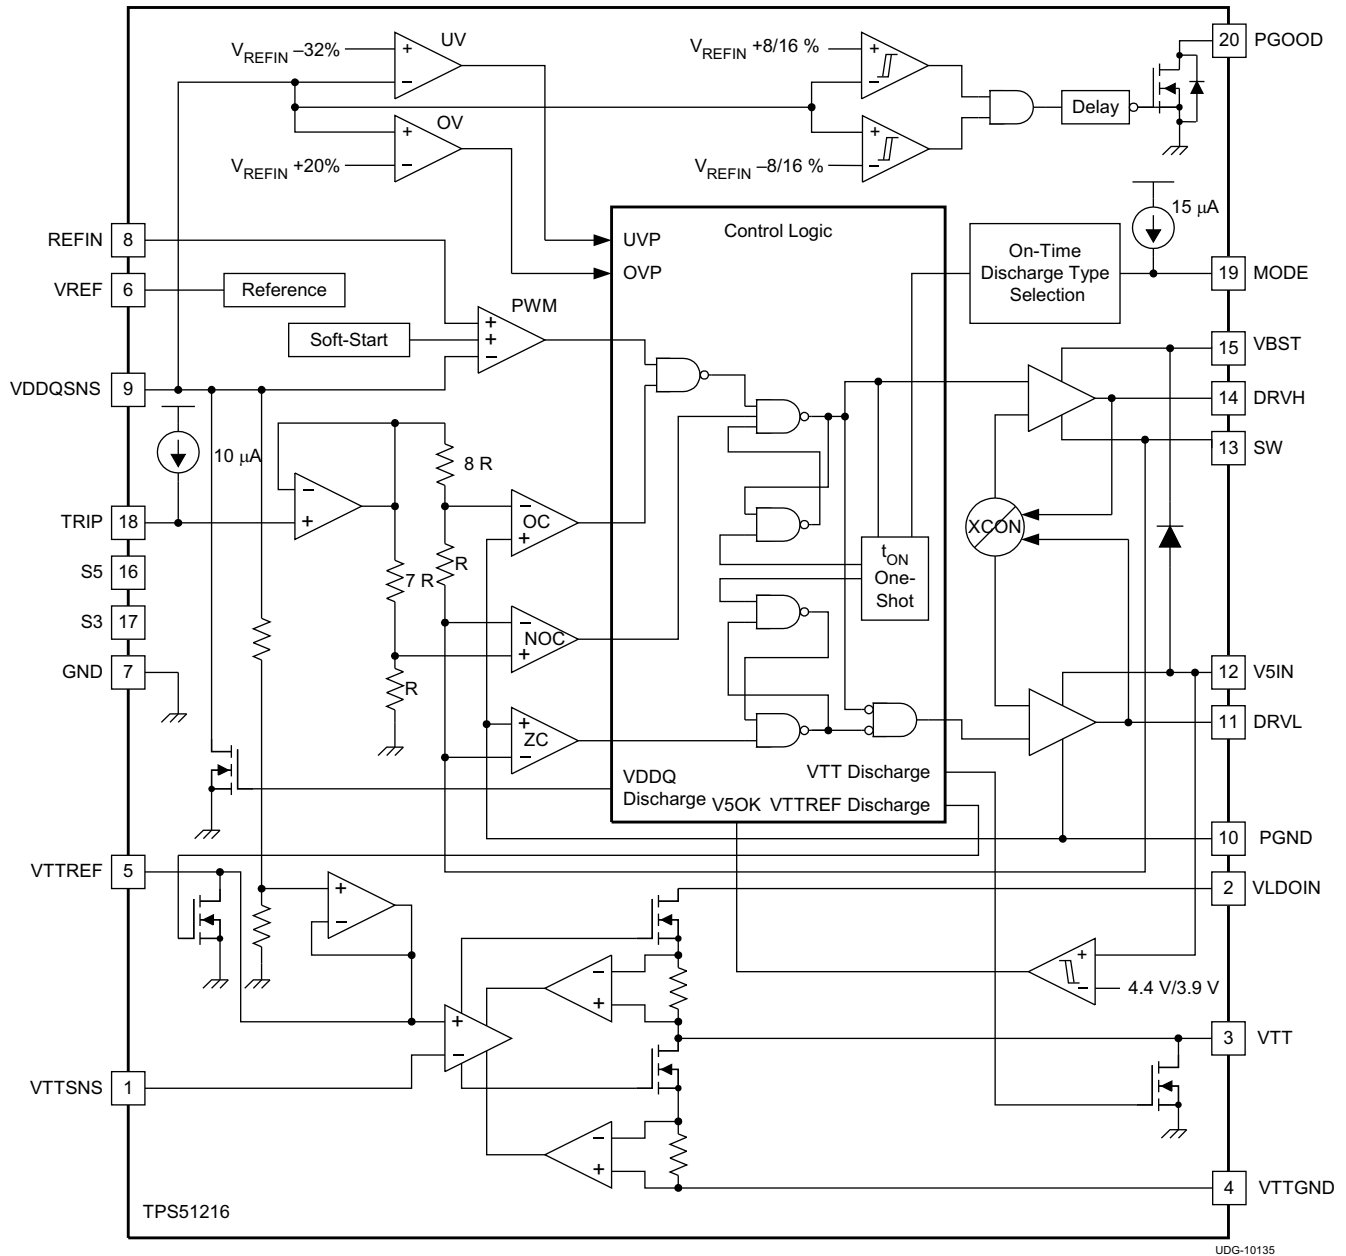 20 PGOOD
UV
V_REFIN –32%
V_REFIN +8/16 %
+
−
+
−
Delay
OV
V_REFIN +20%
V_REFIN –8/16 %
+
−
+
−
15 μA
Control Logic
UVP
OVP
On-Time
Discharge Type
Selection
REFIN 8
VREF 6
Reference
19 MODE
PWM
Soft-Start
+
+
−
15 VBST
VDDQSNS 9
14 DRVH
13 SW
10 μA
8 R
−
+
−
OC
+
XCON
TRIP 18
S5 16
7 R
R
tON
One-
Shot
S3 17
−
NOC
+
GND 7
12 V5IN
R
11 DRVL
+
ZC
−
VDDQ
Discharge
VTT Discharge
V5OK VTTREF Discharge
10 PGND
VTTREF 5
2 VLDOIN
+
−
+
−
4.4 V/3.9 V
−
+
+
−
3 VTT
VTTSNS 1
−
+
4 VTTGND
TPS51216
UDG-10135